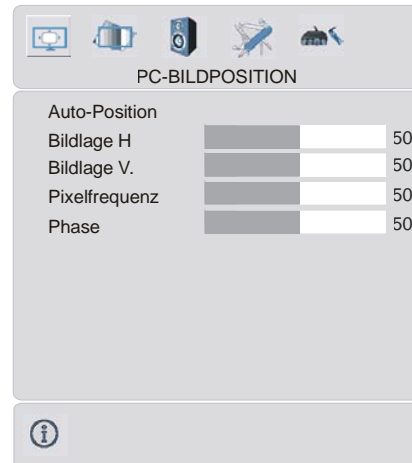 PC-BILDPOSITION
Auto-Position
Bildlage H 50
Bildlage V. 50
Pixelfrequenz 50
Phase 50